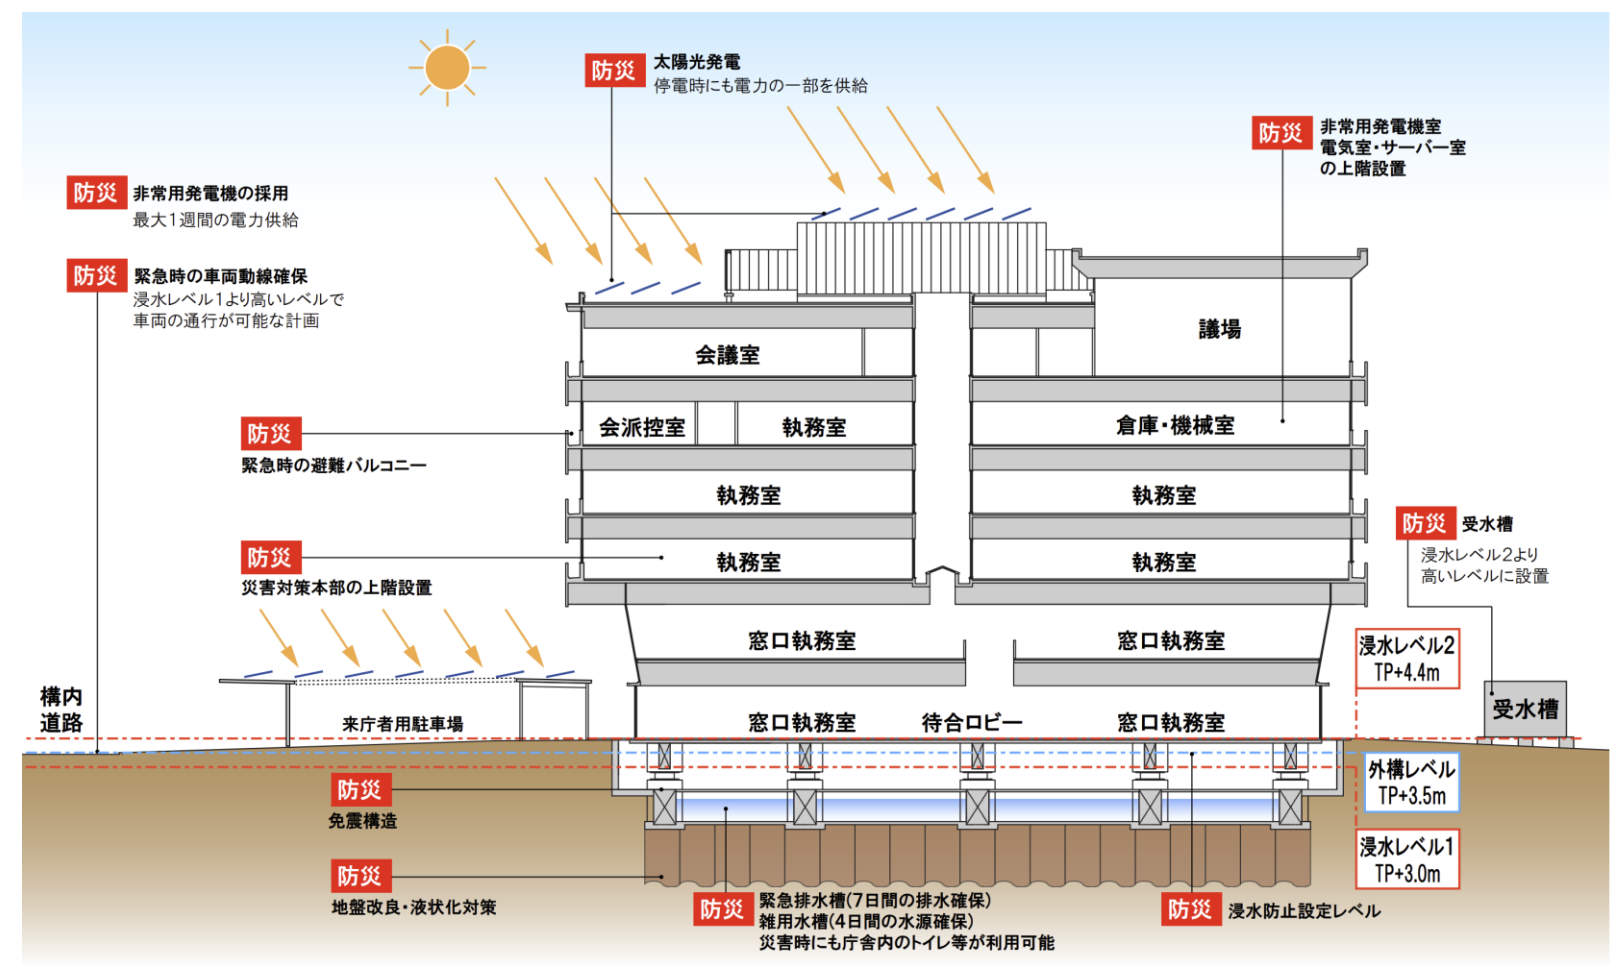 防災 太陽光発電
停電時にも電力の一部を供給
防災 非常用発電機室
電気室・サーバー室
の上階設置
防災 非常用発電機の採用
最大1週間の電力供給
防災 緊急時の車両動線確保
浸水レベル1より高いレベルで
車両の通行が可能な計画
議場
会議室
防災
緊急時の避難バルコニー
会派控室 執務室 倉庫・機械室
執務室 執務室
防災 受水槽
浸水レベル2より
高いレベルに設置
防災
災害対策本部の上階設置
執務室 執務室
窓口執務室 窓口執務室
浸水レベル2
TP+4.4m
構内
道路
来庁者用駐車場
窓口執務室 待合ロビー 窓口執務室
受水槽
外構レベル
TP+3.5m
防災
免震構造
浸水レベル1
TP+3.0m
防災
地盤改良・液状化対策
防災 緊急排水槽(7日間の排水確保)
雑用水槽(4日間の水源確保)
災害時にも庁舎内のトイレ等が利用可能
防災 浸水防止設定レベル